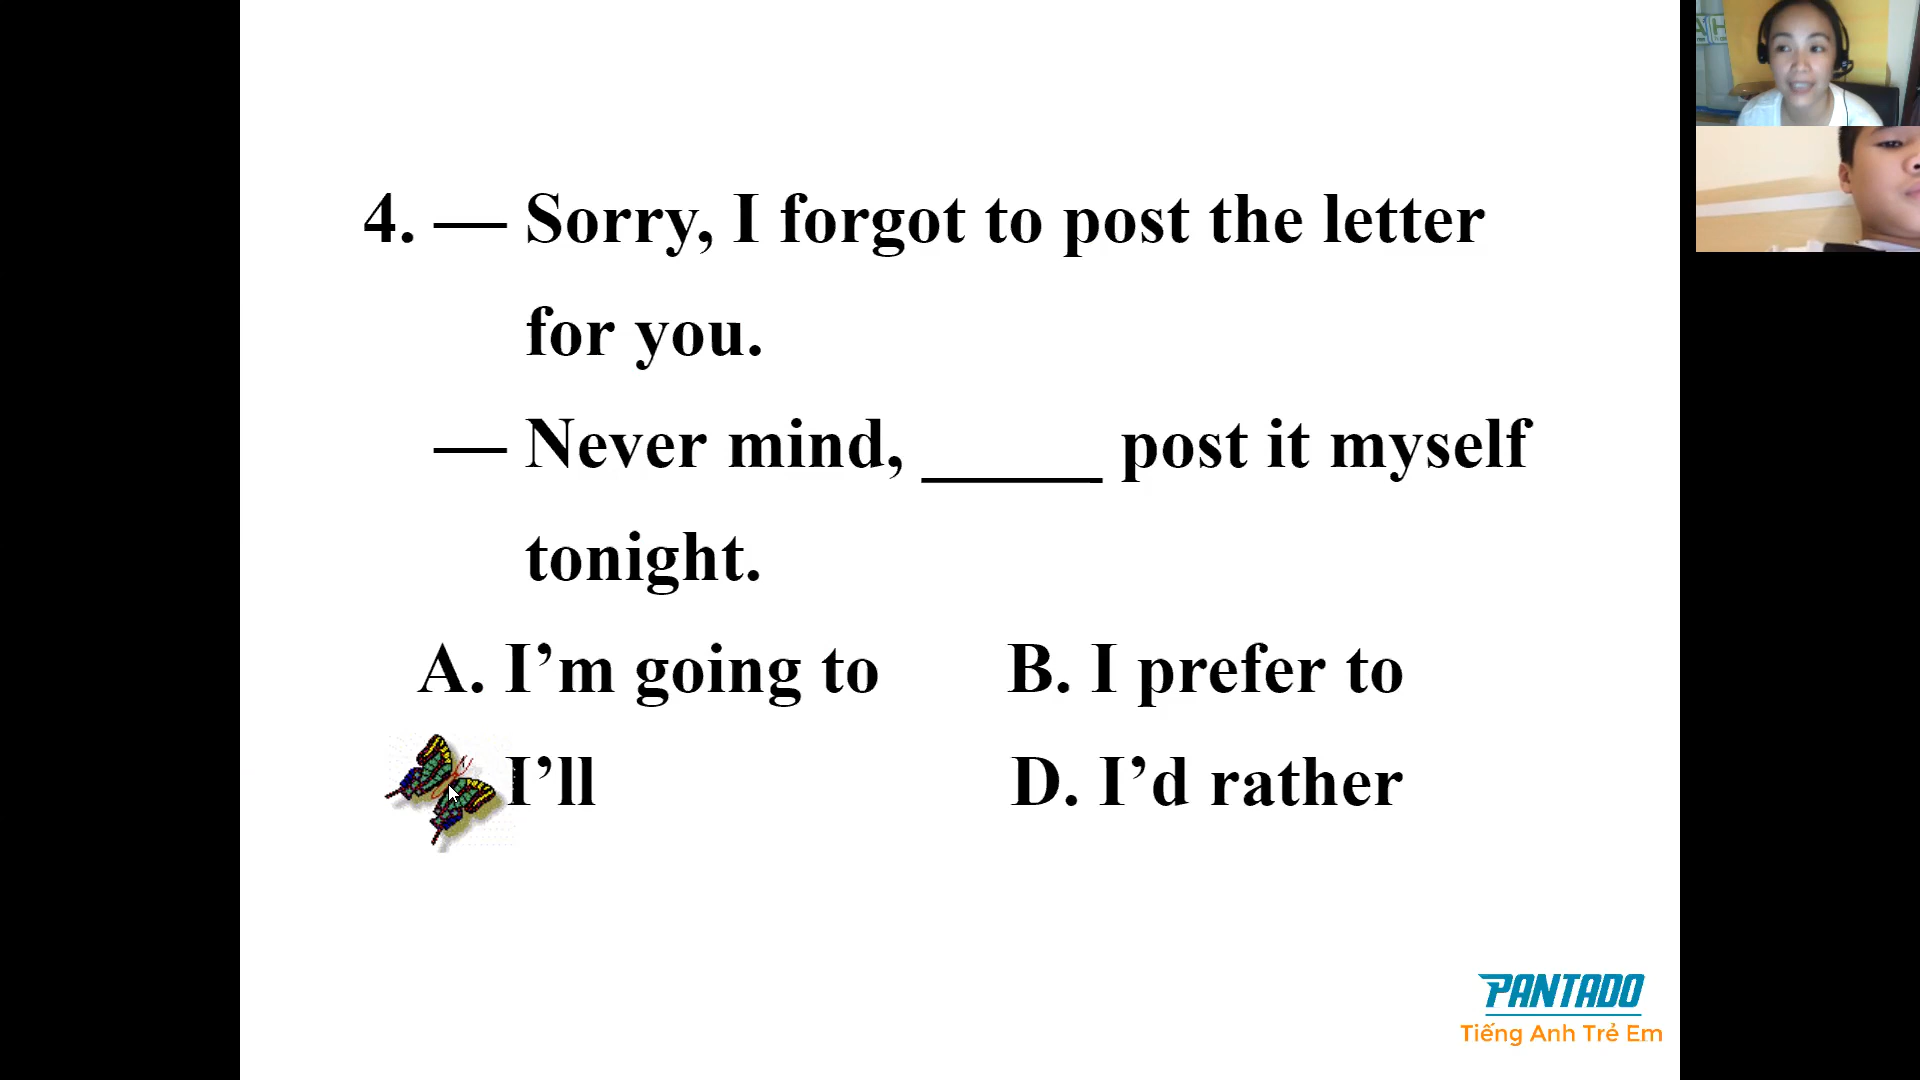 4. — Sorry, I forgot to post the letter
for you.
— Never mind, _____ post it myself
tonight.
A. I’m going to B. I prefer to
I’ll D. I’d rather
PANTADO
Tiếng Anh Trẻ Em